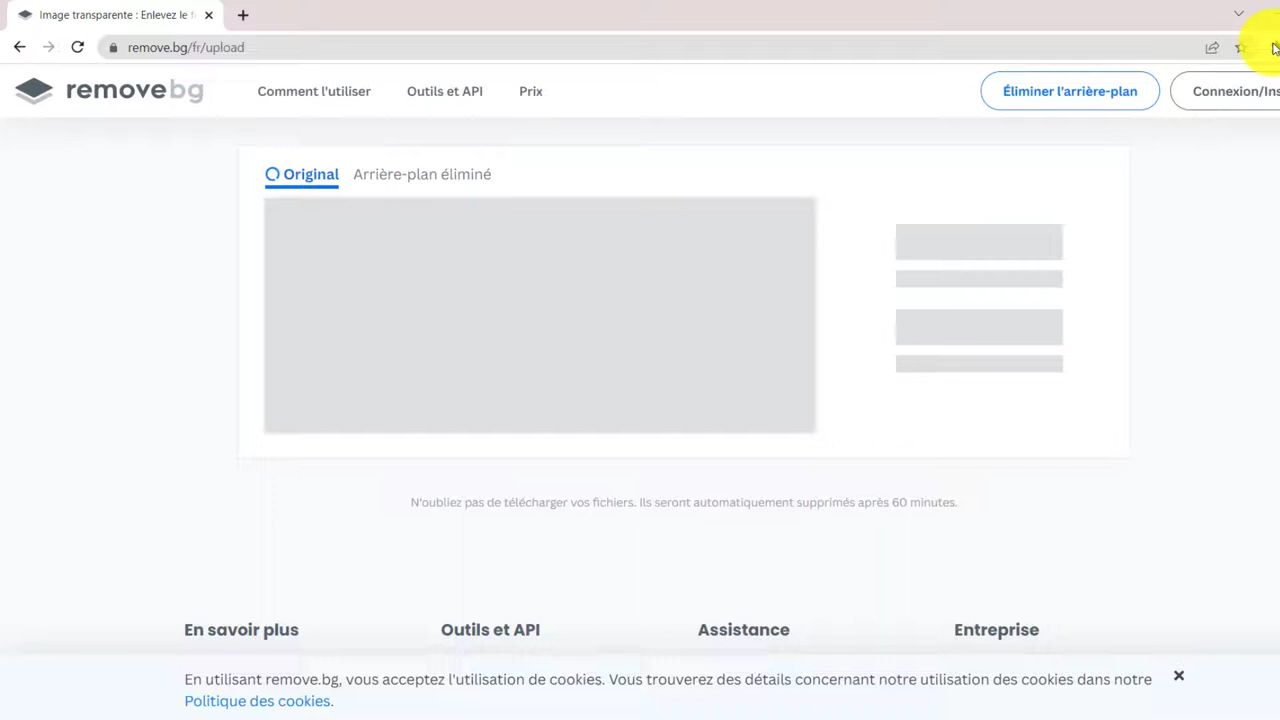 Image transparente : Enlevez le f
remove.bg/fr/upload
removebg
Comment l'utiliser
Outils et API
Prix
Éliminer l'arrière-plan
Connexion/Ins
Original
Arrière-plan éliminé
N'oubliez pas de télécharger vos fichiers. Ils seront automatiquement supprimés après 60 minutes.
En savoir plus
Outils et API
Assistance
Entreprise
En utilisant remove.bg, vous acceptez l'utilisation de cookies. Vous trouverez des détails concernant notre utilisation des cookies dans notre
Politique des cookies.